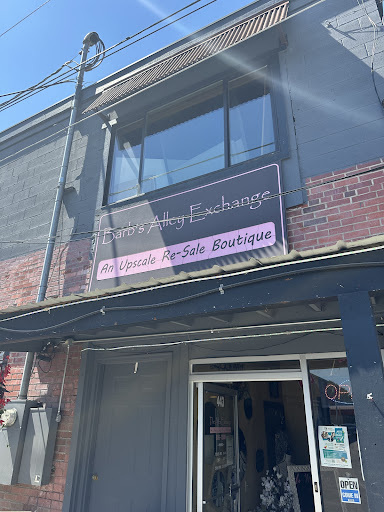 Barb's Alley Exchange
An Upscale Re-Sale Boutique
OPEN
COME IN